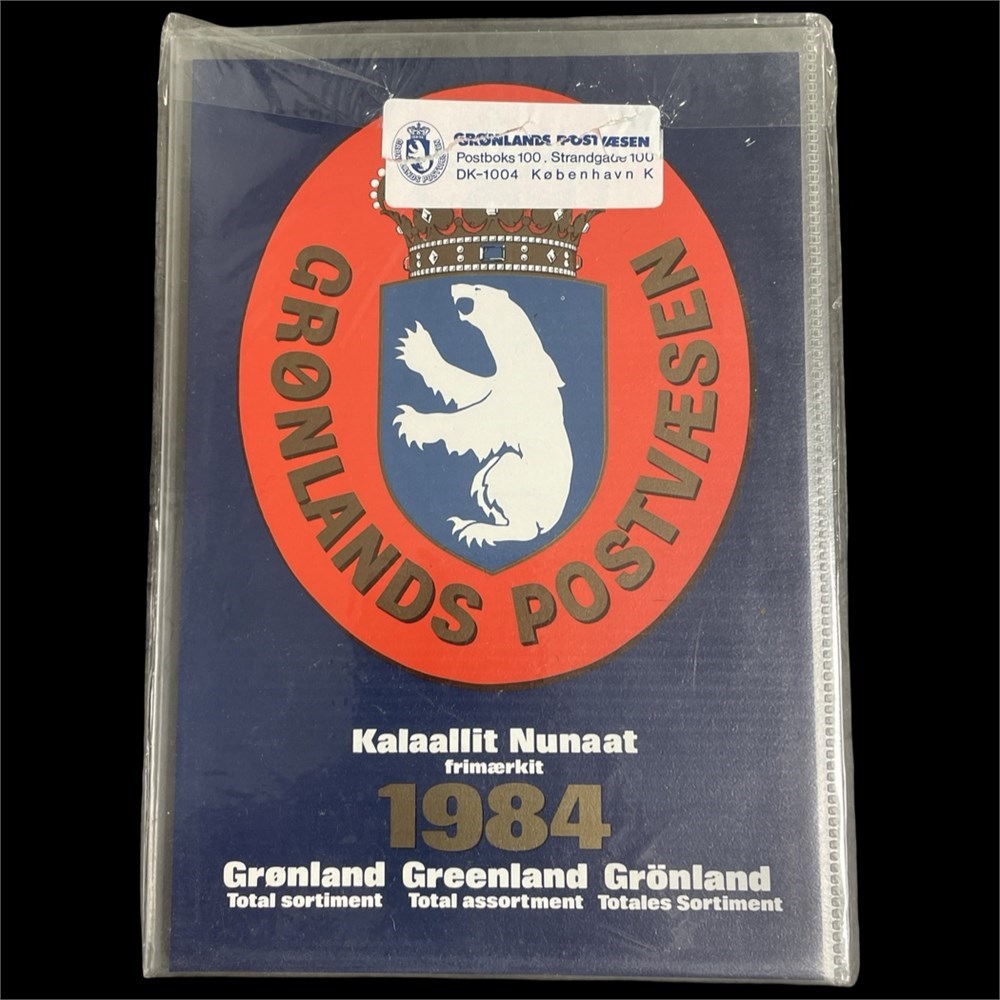 GRØNLANDS POSTVÆSEN
Postboks 100 . Strandgade 100
DK-1004 København K
GRØNLANDS POSTVÆSEN
Kalaallit Nunaat
frimærkit
1984
Grønland Greenland Grönland
Total sortiment Total assortment Totales Sortiment